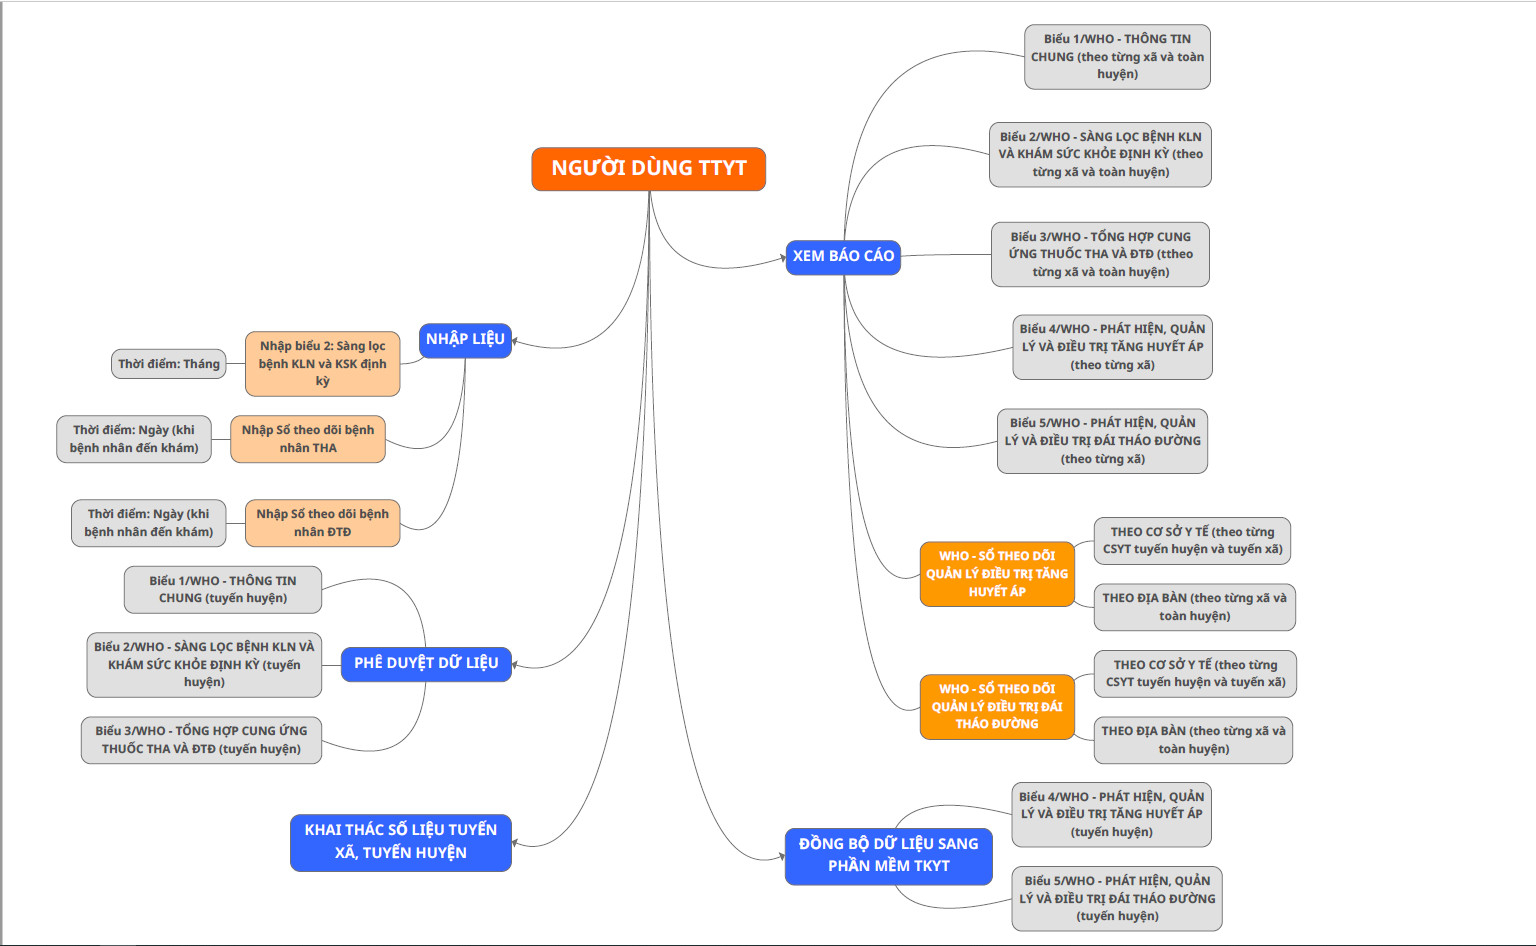 NGƯỜI DÙNG TTYT
XEM BÁO CÁO
Biểu 1/WHO - THÔNG TIN
CHUNG (theo từng xã và toàn
huyện)
Biểu 2/WHO - SÀNG LỌC BỆNH KLN
VÀ KHÁM SỨC KHỎE ĐỊNH KỲ (theo
từng xã và toàn huyện)
Biểu 3/WHO - TỔNG HỢP CUNG
ỨNG THUỐC THA VÀ ĐTĐ (ttheo
từng xã và toàn huyện)
Biểu 4/WHO - PHÁT HIỆN, QUẢN
LÝ VÀ ĐIỀU TRỊ TĂNG HUYẾT ÁP
(theo từng xã)
Biểu 5/WHO - PHÁT HIỆN, QUẢN
LÝ VÀ ĐIỀU TRỊ ĐÁI THÁO ĐƯỜNG
(theo từng xã)
WHO - SỔ THEO DÕI
QUẢN LÝ ĐIỀU TRỊ TĂNG
HUYẾT ÁP
THEO CƠ SỞ Y TẾ (theo từng
CSYT tuyến huyện và tuyến xã)
THEO ĐỊA BÀN (theo từng xã và
toàn huyện)
WHO - SỔ THEO DÕI
QUẢN LÝ ĐIỀU TRỊ ĐÁI
THÁO ĐƯỜNG
THEO CƠ SỞ Y TẾ (theo từng
CSYT tuyến huyện và tuyến xã)
THEO ĐỊA BÀN (theo từng xã và
toàn huyện)
NHẬP LIỆU
Nhập biểu 2: Sàng lọc
bệnh KLN và KSK định
kỳ
Thời điểm: Tháng
Nhập Sổ theo dõi bệnh
nhân THA
Thời điểm: Ngày (khi
bệnh nhân đến khám)
Nhập Sổ theo dõi bệnh
nhân ĐTĐ
Thời điểm: Ngày (khi
bệnh nhân đến khám)
PHÊ DUYỆT DỮ LIỆU
Biểu 1/WHO - THÔNG TIN
CHUNG (tuyến huyện)
Biểu 2/WHO - SÀNG LỌC BỆNH KLN VÀ
KHÁM SỨC KHỎE ĐỊNH KỲ (tuyến
huyện)
Biểu 3/WHO - TỔNG HỢP CUNG ỨNG
THUỐC THA VÀ ĐTĐ (tuyến huyện)
KHAI THÁC SỐ LIỆU TUYẾN
XÃ, TUYẾN HUYỆN
ĐỒNG BỘ DỮ LIỆU SANG
PHẦN MỀM TKYT
Biểu 4/WHO - PHÁT HIỆN, QUẢN
LÝ VÀ ĐIỀU TRỊ TĂNG HUYẾT ÁP
(tuyến huyện)
Biểu 5/WHO - PHÁT HIỆN, QUẢN
LÝ VÀ ĐIỀU TRỊ ĐÁI THÁO ĐƯỜNG
(tuyến huyện)